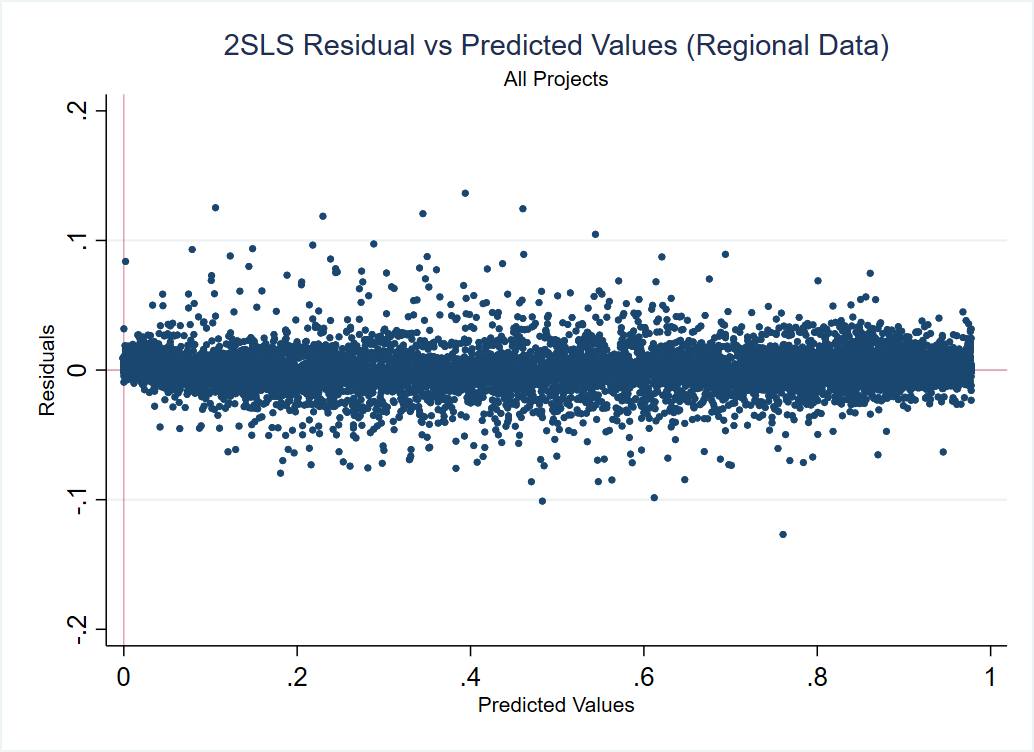 2SLS Residual vs Predicted Values (Regional Data)
All Projects
.2
.1
0
-.1
-.2
Residuals
0 .2 .4 .6 .8 1
Predicted Values